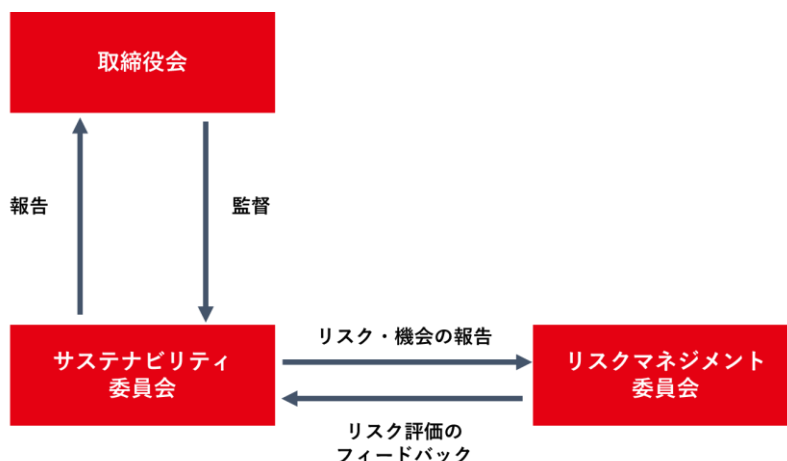 取締役会
報告
監督
サステナビリティ
委員会
リスク・機会の報告
リスクマネジメント
委員会
リスク評価の
フィードバック